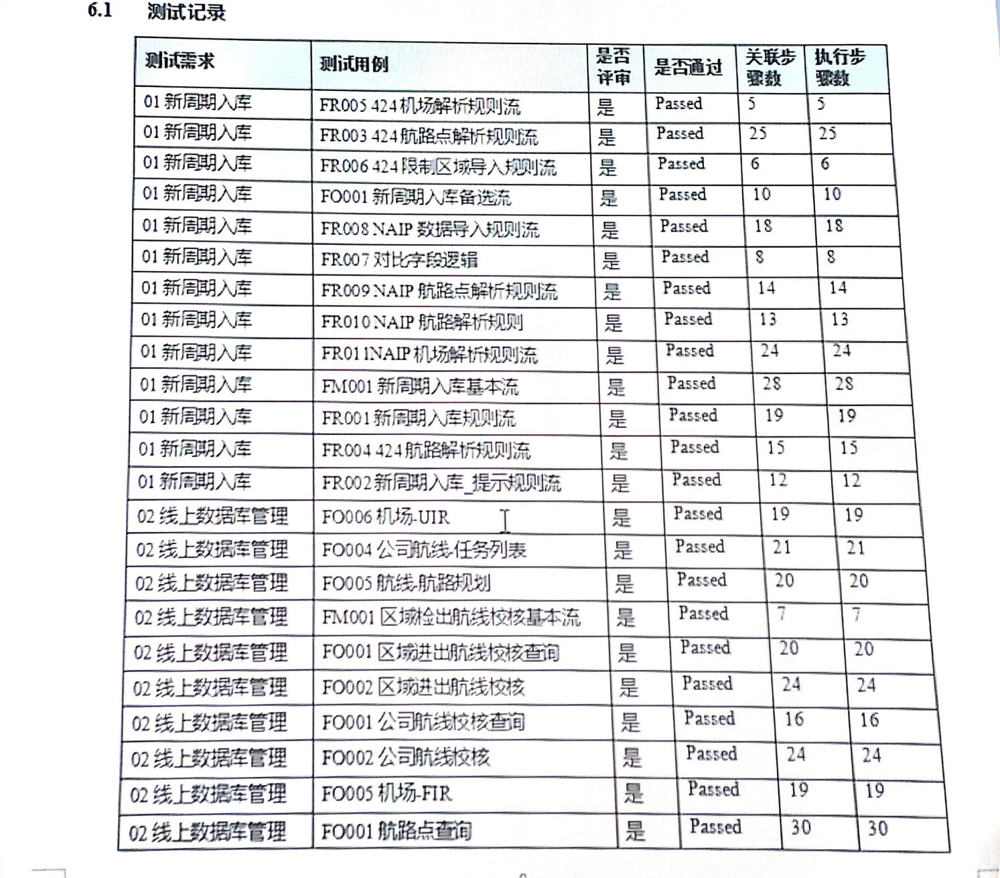 6.1 测试记录
测试需求 测试用例 是否评审 是否通过 关联步骤数 执行步骤数
01 新周期入库 FR005 424 机场解析规则流 是 Passed 5 5
01 新周期入库 FR003 424 航路点解析规则流 是 Passed 25 25
01 新周期入库 FR006 424 限制区域导入规则流 是 Passed 6 6
01 新周期入库 FO001 新周期入库备选流 是 Passed 10 10
01 新周期入库 FR008 NAIP 数据导入规则流 是 Passed 18 18
01 新周期入库 FR007 对比字段逻辑 是 Passed 8 8
01 新周期入库 FR009 NAIP 航路点解析规则流 是 Passed 14 14
01 新周期入库 FR010 NAIP 航路解析规则 是 Passed 13 13
01 新周期入库 FR011NAIP 机场解析规则流 是 Passed 24 24
01 新周期入库 FM001 新周期入库基本流 是 Passed 28 28
01 新周期入库 FR001 新周期入库规则流 是 Passed 19 19
01 新周期入库 FR004 424 航路解析规则流 是 Passed 15 15
01 新周期入库 FR002 新周期入库_提示规则流 是 Passed 12 12
02 线上数据库管理 FO006 机场-UIR 是 Passed 19 19
02 线上数据库管理 FO004 公司航线-任务列表 是 Passed 21 21
02 线上数据库管理 FO005 航线-航路规划 是 Passed 20 20
02 线上数据库管理 FM001 区域检出航线校核基本流 是 Passed 7 7
02 线上数据库管理 FO001 区域进出航线校核查询 是 Passed 20 20
02 线上数据库管理 FO002 区域进出航线校核 是 Passed 24 24
02 线上数据库管理 FO001 公司航线校核查询 是 Passed 16 16
02 线上数据库管理 FO002 公司航线校核 是 Passed 24 24
02 线上数据库管理 FO005 机场-FIR 是 Passed 19 19
02 线上数据库管理 FO001 航路点查询 是 Passed 30 30